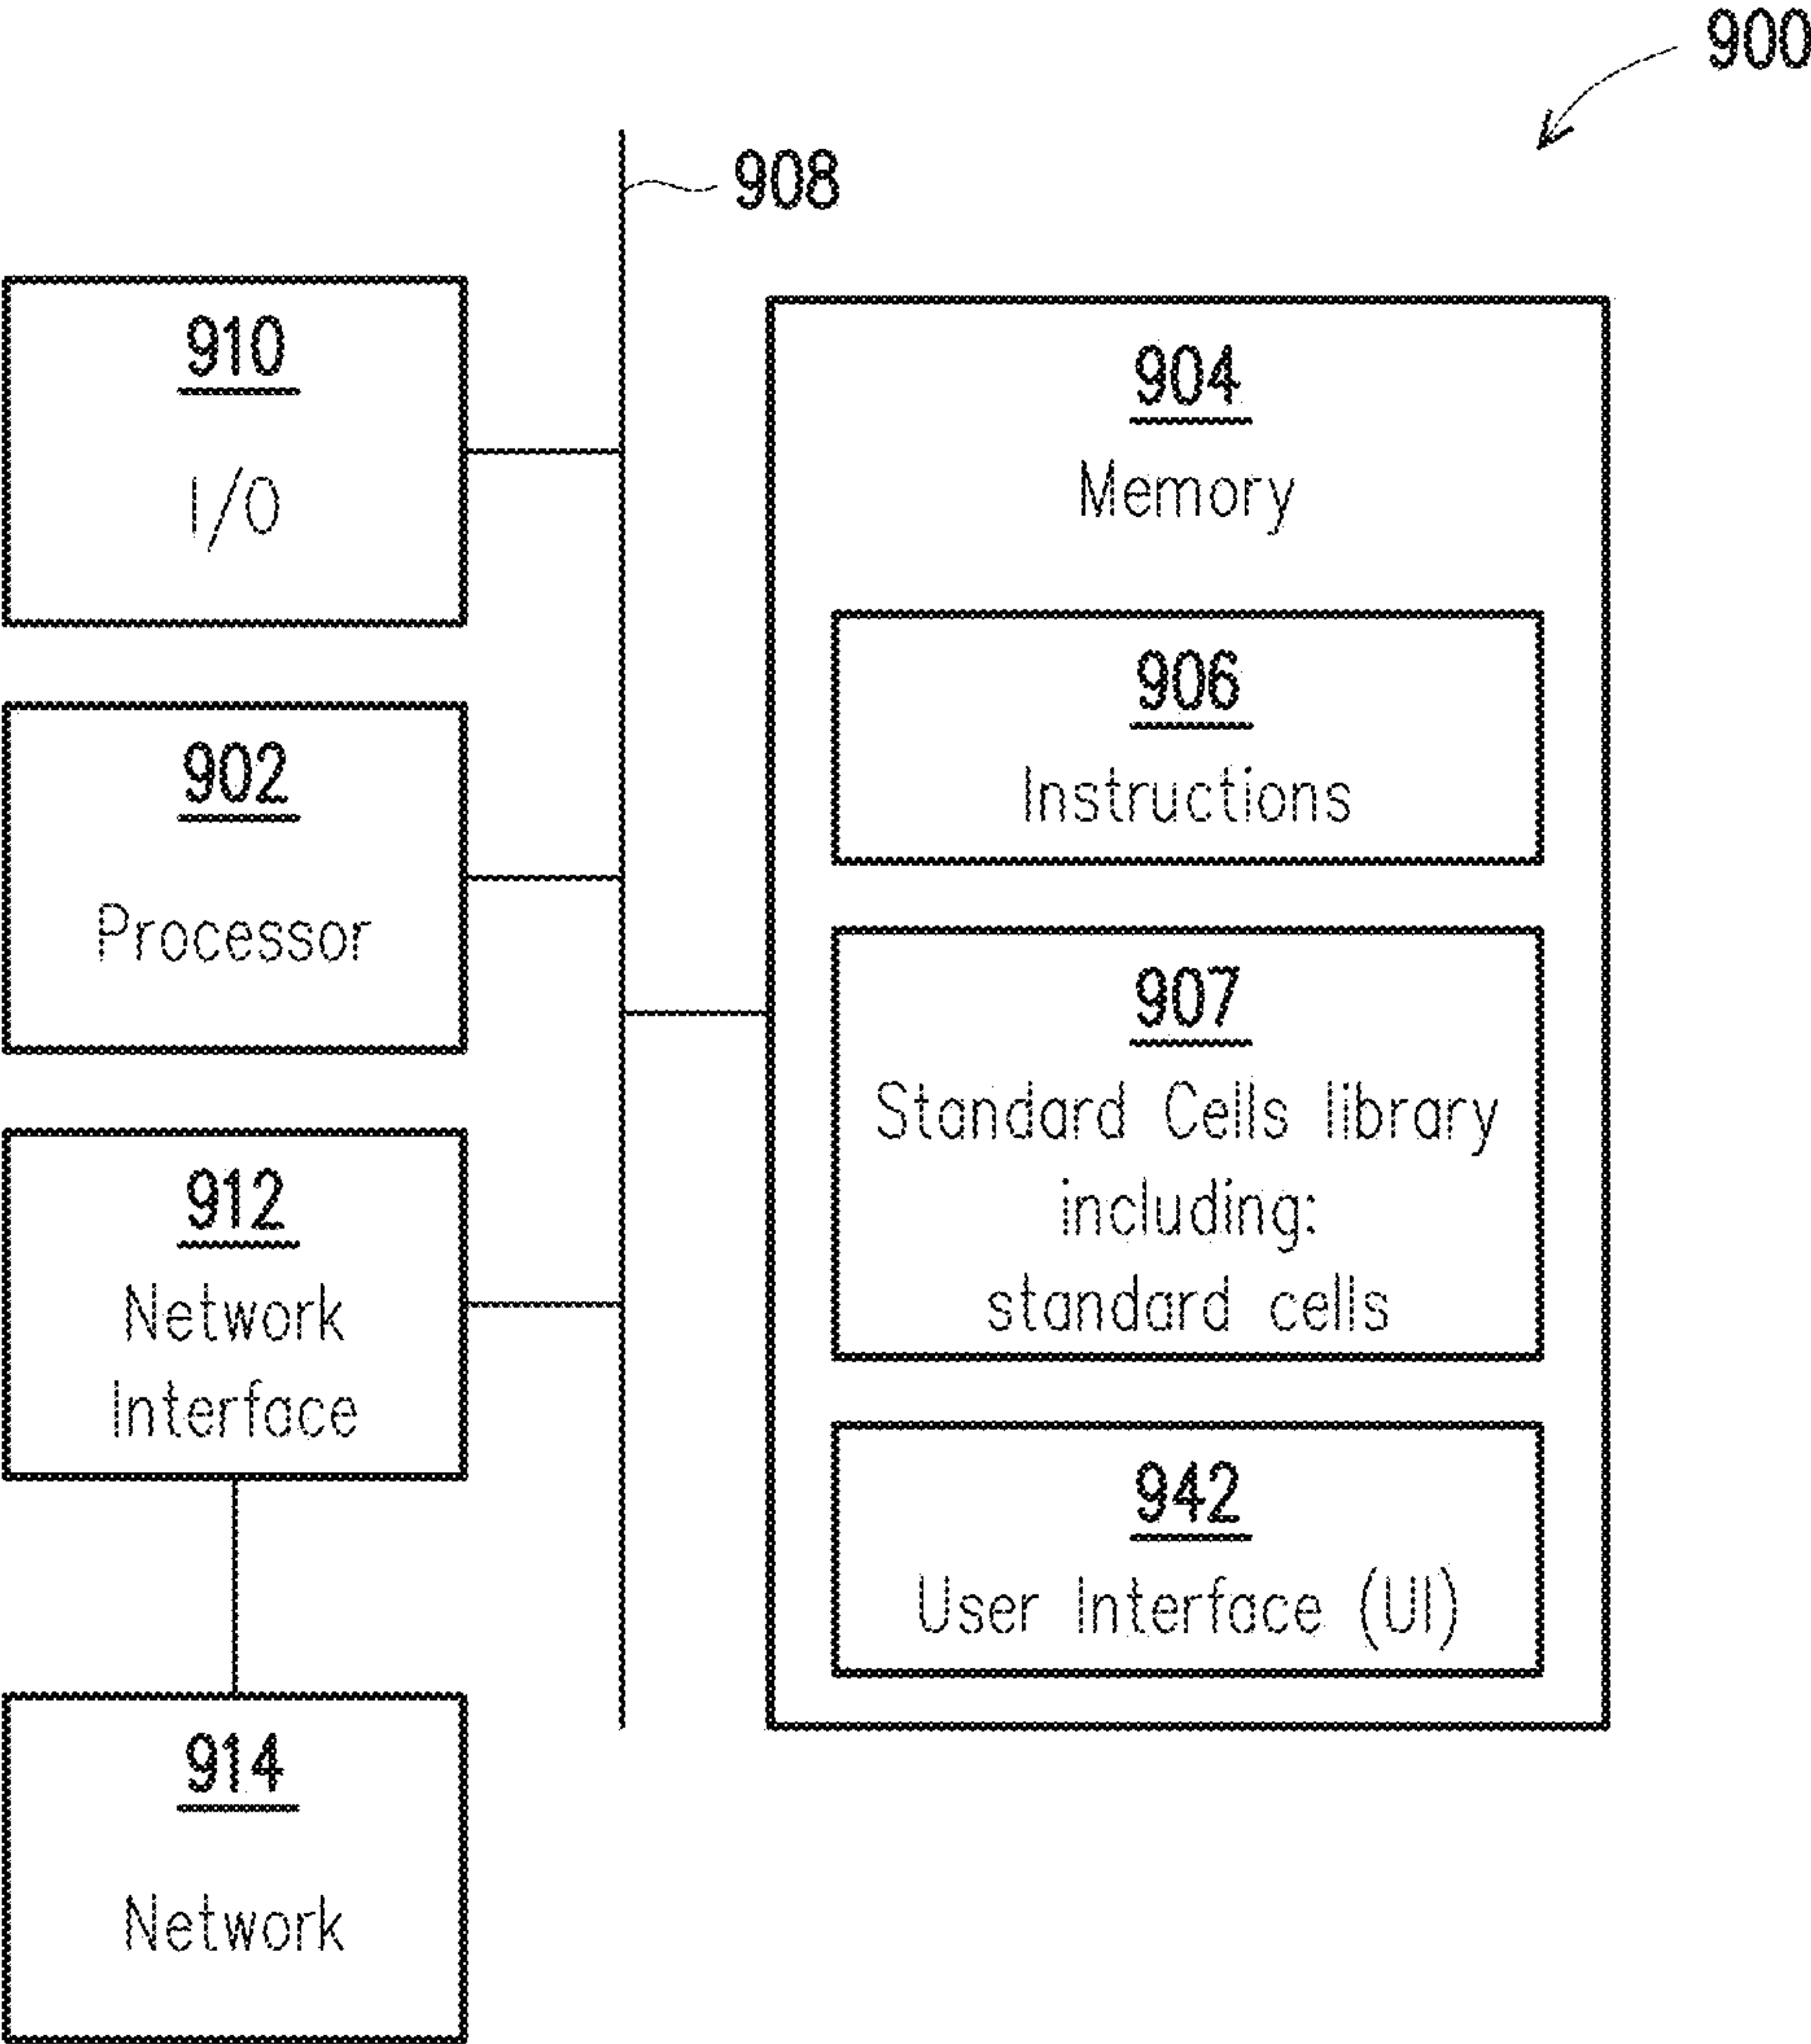 900
908
910
I/O
902
Processor
912
Network
Interface
914
Network
904
Memory
906
Instructions
907
Standard Cells library
including:
standard cells
942
User Interface (UI)